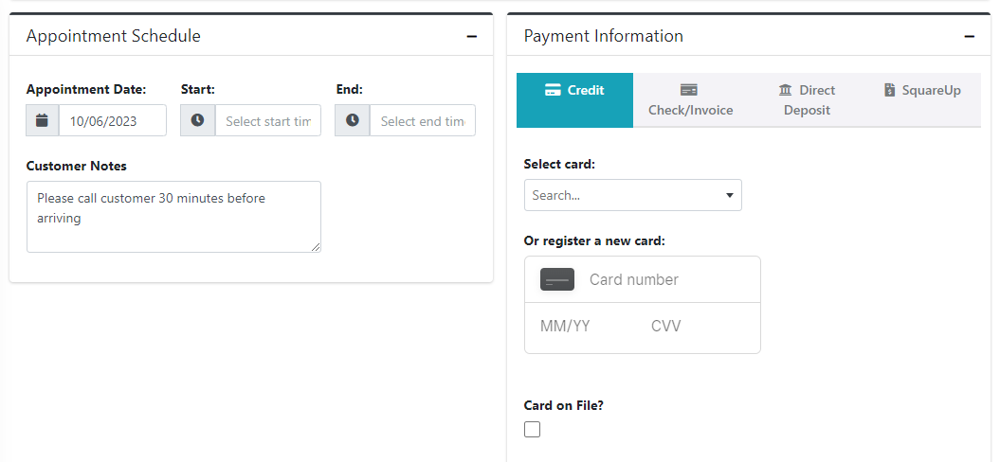 Appointment Schedule
Appointment Date:
Start:
End:
10/06/2023
Select start tim
Select end time
Customer Notes
Please call customer 30 minutes before
arriving
Payment Information
Credit
Check/Invoice
Direct
Deposit
SquareUp
Select card:
Search...
Or register a new card:
Card number
MM/YY
CVV
Card on File?